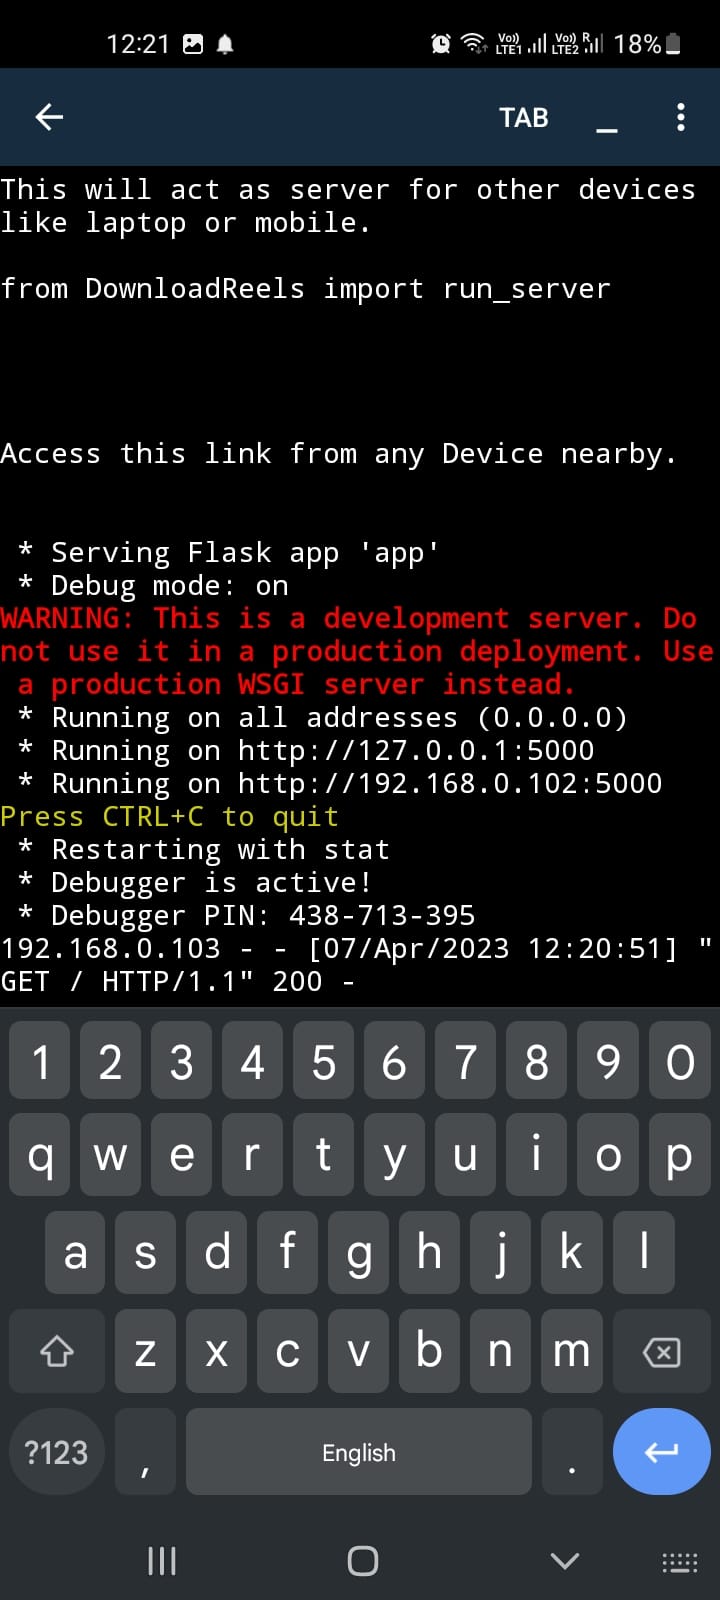 12:21 Vo)) LTE1 Vo)) LTE2 R 18%
TAB
This will act as server for other devices
like laptop or mobile.
from DownloadReels import run_server
Access this link from any Device nearby.
* Serving Flask app 'app'
* Debug mode: on
WARNING: This is a development server. Do
not use it in a production deployment. Use
a production WSGI server instead.
* Running on all addresses (0.0.0.0)
* Running on http://127.0.0.1:5000
* Running on http://192.168.0.102:5000
Press CTRL+C to quit
* Restarting with stat
* Debugger is active!
* Debugger PIN: 438-713-395
192.168.0.103 - - [07/Apr/2023 12:20:51] "
GET / HTTP/1.1" 200 -
1 2 3 4 5 6 7 8 9 0
q w e r t y u i o p
a s d f g h j k l
z x c v b n m
?123 , English .